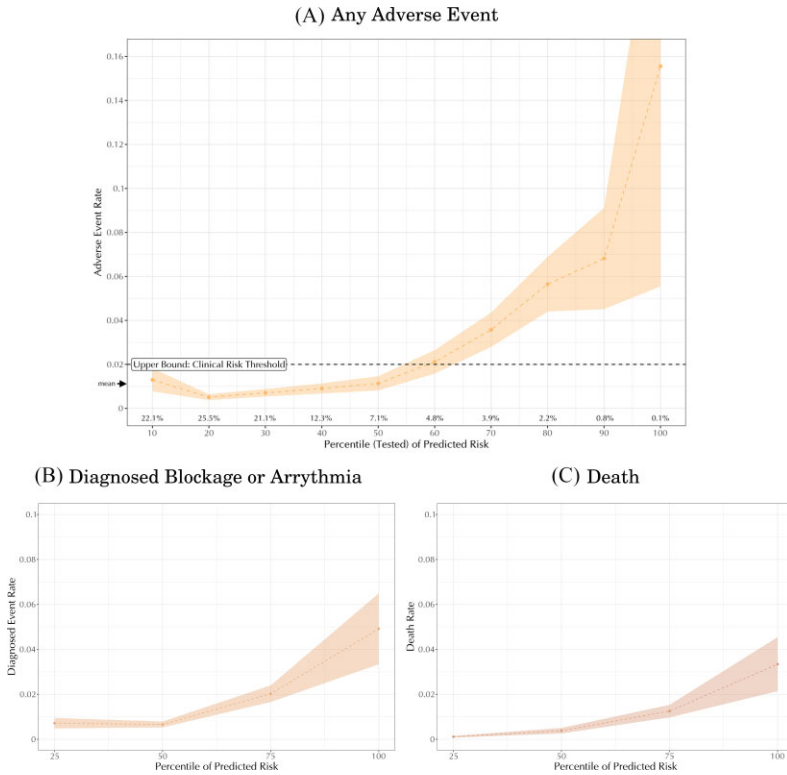 (A) Any Adverse Event
0.16
0.14
0.12
0.1
0.08
0.06
0.04
0.02
0
Adverse Event Rate
Upper Bound: Clinical Risk Threshold
mean
22.1% 25.5% 21.1% 12.3% 7.1% 4.8% 3.9% 2.2% 0.8% 0.1%
10 20 30 40 50 60 70 80 90 100
Percentile (Tested) of Predicted Risk
(B) Diagnosed Blockage or Arrythmia
0.1
0.08
0.06
0.04
0.02
0
Diagnosed Event Rate
25 50 75 100
Percentile of Predicted Risk
(C) Death
0.1
0.08
0.06
0.04
0.02
0
Death Rate
25 50 75 100
Percentile of Predicted Risk